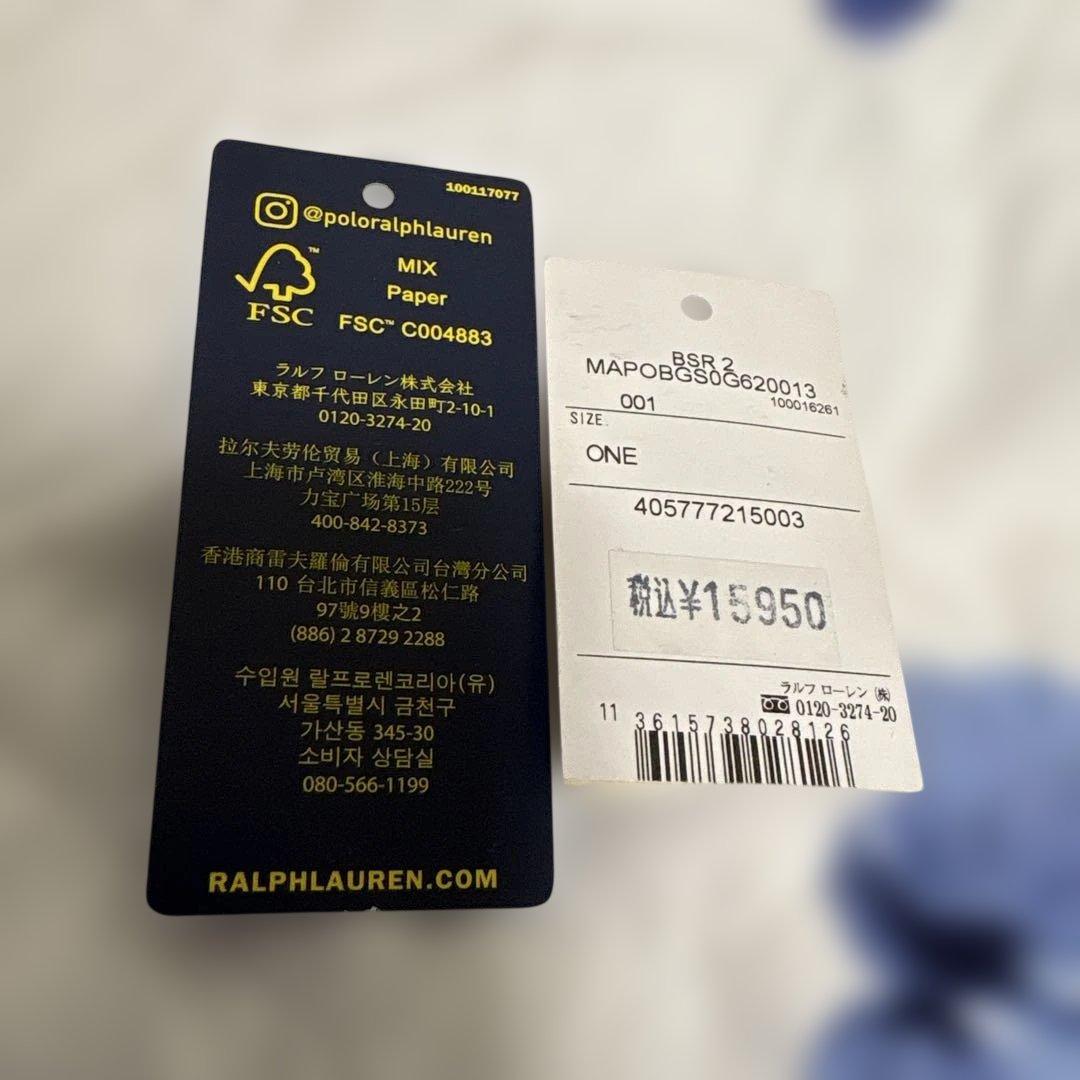 100117077
@poloralphlauren
™
MIX
Paper
FSC
FSC™ C004883
ラルフ ローレン株式会社
東京都千代田区永田町2-10-1
0120-3274-20
拉尔夫劳伦贸易（上海）有限公司
上海市卢湾区淮海中路222号
力宝广场第15层
400-842-8373
香港商雷夫羅倫有限公司台灣分公司
110 台北市信義區松仁路
97號9樓之2
(886) 2 8729 2288
수입원 랄프로렌코리아(유)
서울특별시 금천구
가산동 345-30
소비자 상담실
080-566-1199
RALPHLAUREN.COM
BSR 2
MAPOBGS0G620013
001 100016261
SIZE
ONE
405777215003
税込¥15950
ラルフ ローレン ㈱
0120-3274-20
11 3615738028126